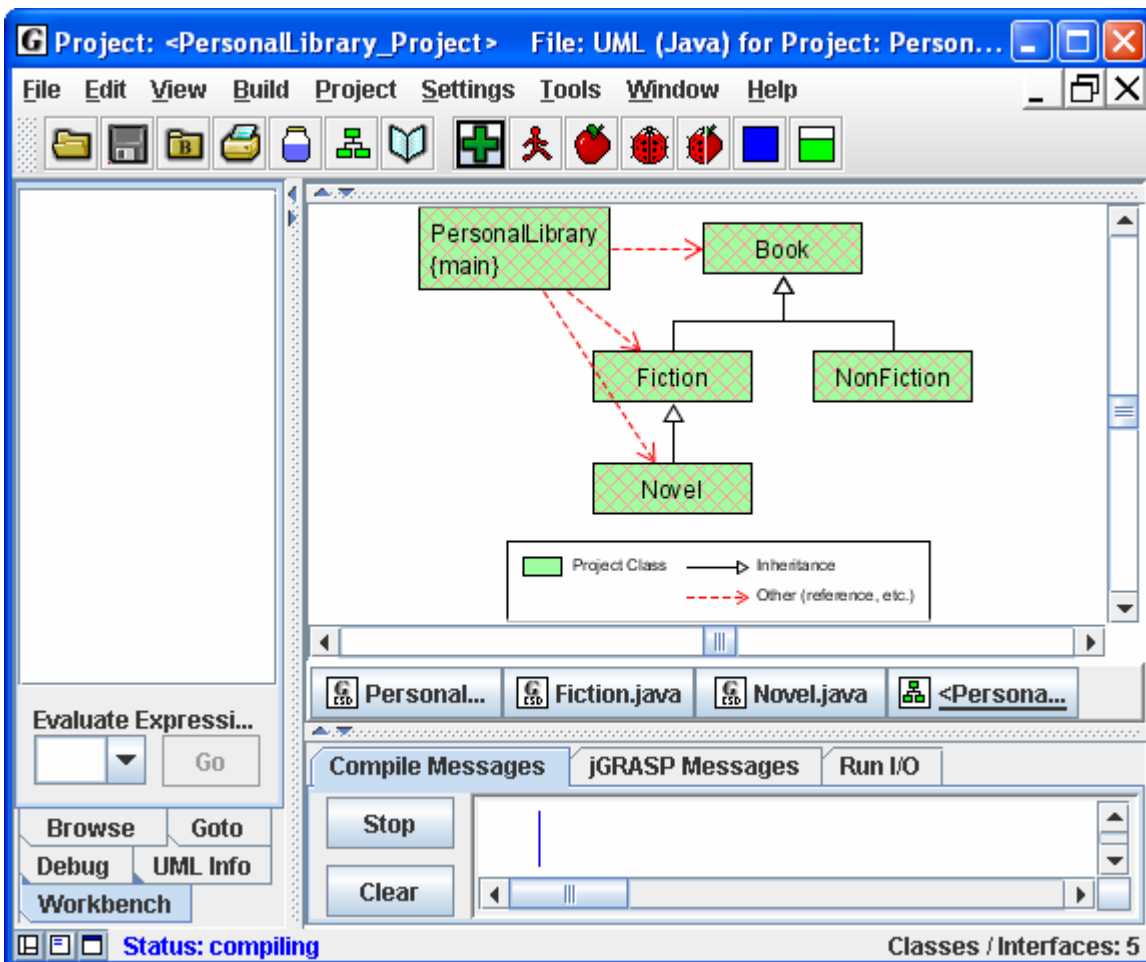 Project: <PersonalLibrary_Project> File: UML (Java) for Project: Person...
File Edit View Build Project Settings Tools Window Help
B
PersonalLibrary
{main}
Book
Fiction
NonFiction
Novel
Project Class
Inheritance
Other (reference, etc.)
Personal...
Fiction.java
Novel.java
<Persona...
Evaluate Expressi...
Go
Compile Messages
jGRASP Messages
Run I/O
Stop
Clear
Browse
Goto
Debug
UML Info
Workbench
Status: compiling
Classes / Interfaces: 5